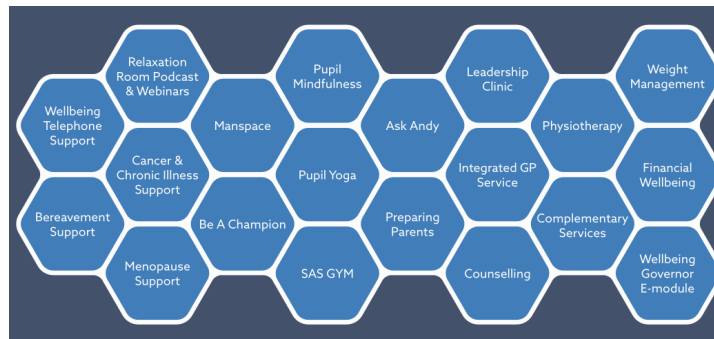 Relaxation
Room Podcast
& Webinars
Pupil
Mindfulness
Leadership
Clinic
Weight
Management
Wellbeing
Telephone
Support
Manspace
Ask Andy
Physiotherapy
Cancer &
Chronic Illness
Support
Pupil Yoga
Integrated GP
Service
Financial
Wellbeing
Bereavement
Support
Be A Champion
Preparing
Parents
Complementary
Services
Menopause
Support
SAS GYM
Counselling
Wellbeing
Governor
E-module